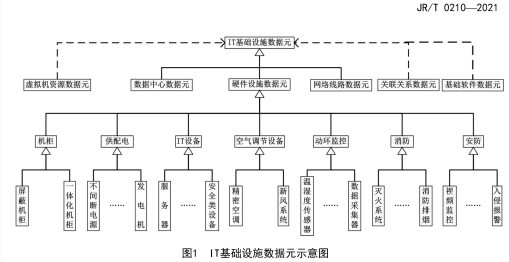 JR/T 0210—2021
IT基础设施数据元
虚拟机资源数据元 数据中心数据元 硬件设施数据元 网络线路数据元 关联关系数据元 基础软件数据元
机柜 供配电 IT设备 空气调节设备 动环监控 消防 安防
屏蔽机柜 …… 一体化机柜 不间断电源 …… 发电机 服务器 …… 安全类设备 精密空调 …… 新风系统 温湿度传感器 …… 数据采集器 灭火系统 …… 消防排烟 视频监控 …… 入侵报警
图1 IT基础设施数据元示意图